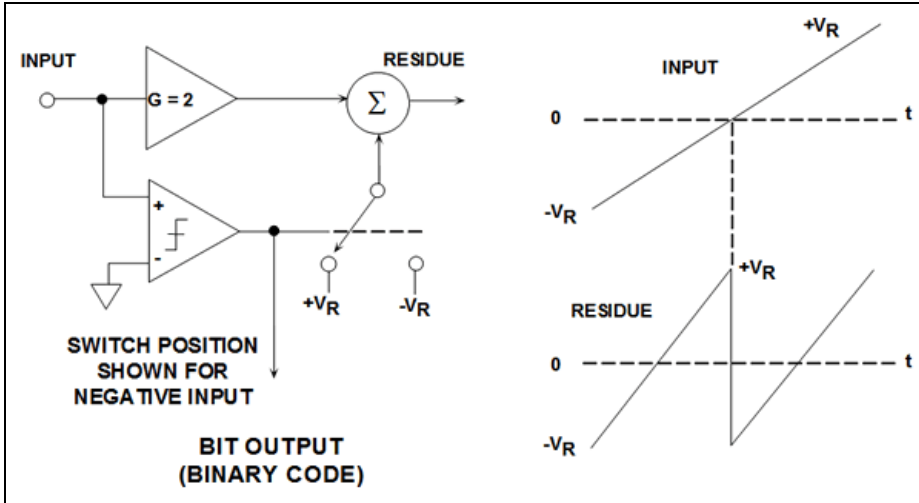 INPUT
G = 2
RESIDUE
Σ
+
-
+VR
-VR
SWITCH POSITION
SHOWN FOR
NEGATIVE INPUT
BIT OUTPUT
(BINARY CODE)
+VR
INPUT
0
t
-VR
+VR
RESIDUE
0
t
-VR